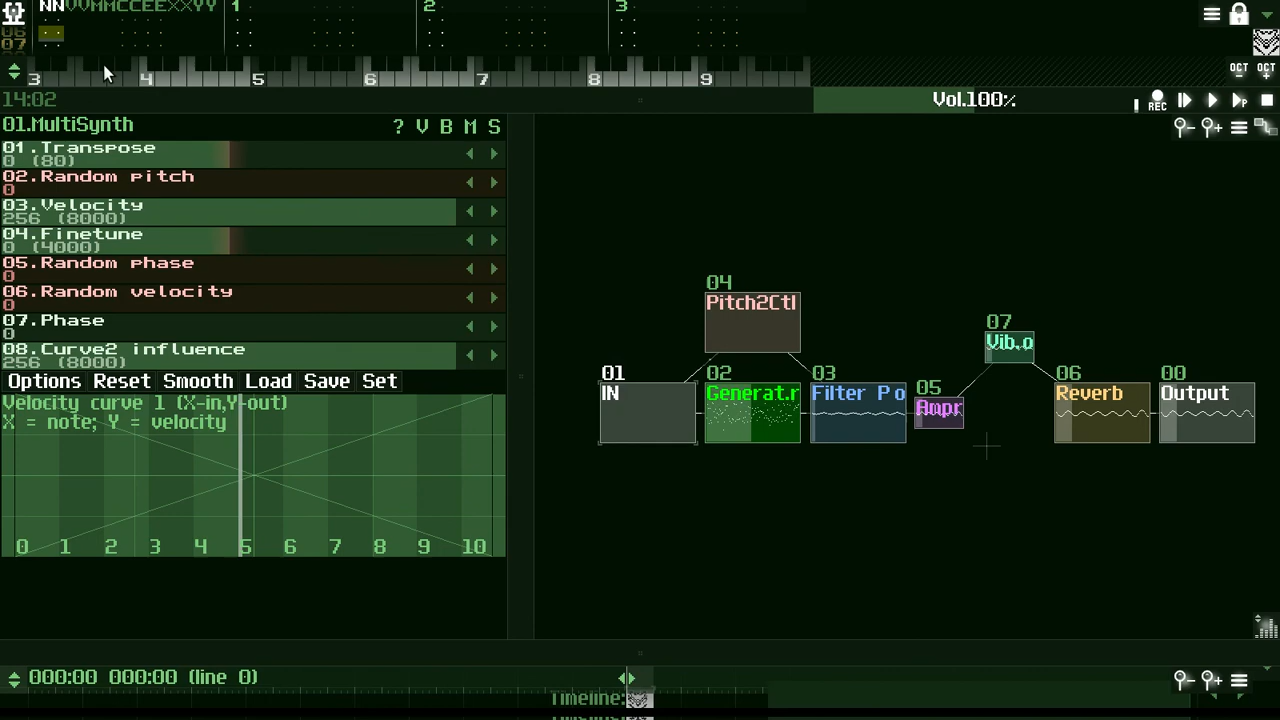 NNVVMMCCEEXXYY 1 2 3
06
07
3 4 5 6 7 8 9
OCT - OCT +
14:02 Vol.100% REC
01.MultiSynth ? V B M S
01.Transpose
0 (80)
02.Random pitch
0
03.Velocity
256 (8000)
04.Finetune
0 (4000)
05.Random phase
0
06.Random velocity
0
07.Phase
0
08.Curve2 influence
256 (8000)
Options Reset Smooth Load Save Set
Velocity curve 1 (X-in,Y-out)
X = note; Y = velocity
0 1 2 3 4 5 6 7 8 9 10
04
Pitch2Ctl
07
Vib.o
01 02 03 05 06 00
IN Generat.r Filter Po Ampr Reverb Output
000:00 000:00 (line 0)
Timeline: